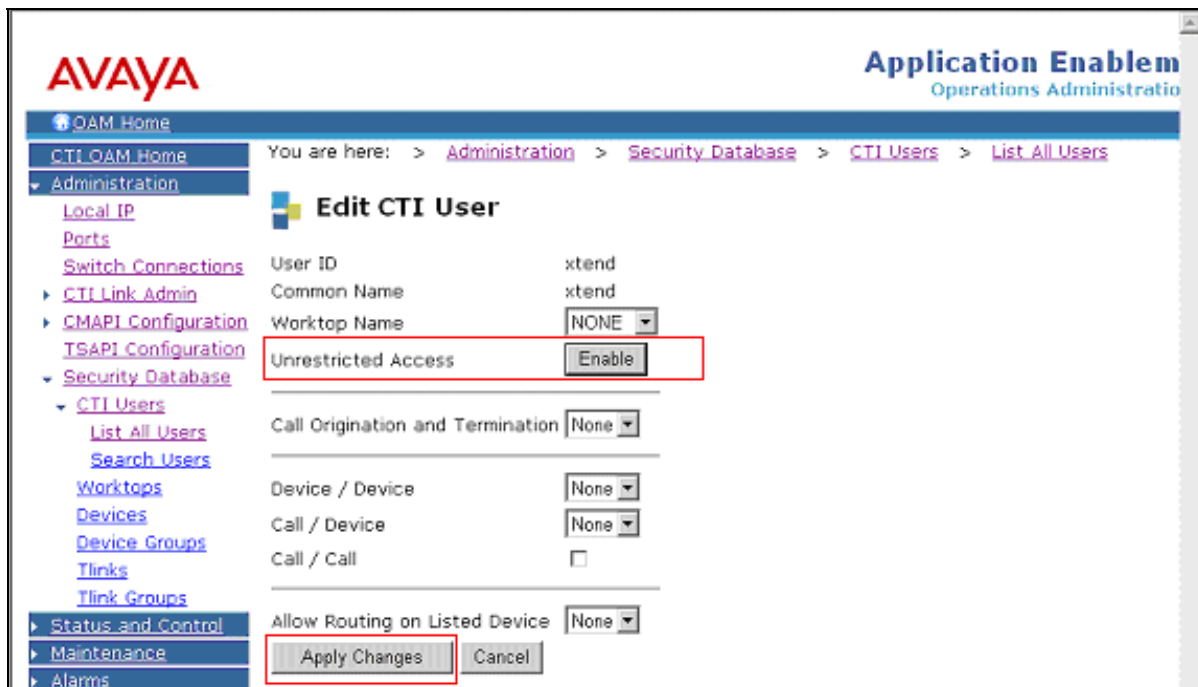 AVAYA
Application Enablem
Operations Administratio
OAM Home
CTI OAM Home
Administration
Local IP
Ports
Switch Connections
CTI Link Admin
CMAPI Configuration
TSAPI Configuration
Security Database
CTI Users
List All Users
Search Users
Worktops
Devices
Device Groups
Tlinks
Tlink Groups
Status and Control
Maintenance
Alarms
You are here: > Administration > Security Database > CTI Users > List All Users
Edit CTI User
User ID xtend
Common Name xtend
Worktop Name NONE
Unrestricted Access Enable
Call Origination and Termination None
Device / Device None
Call / Device None
Call / Call
Allow Routing on Listed Device None
Apply Changes Cancel